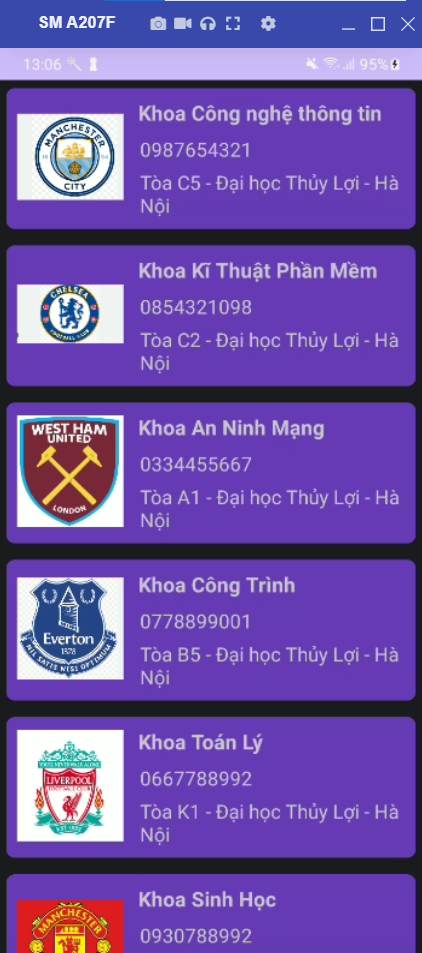 SM A207F
13:06
95%
Khoa Công nghệ thông tin
MANCHESTER
CITY
0987654321
Tòa C5 - Đại học Thủy Lợi - Hà
Nội
Khoa Kĩ Thuật Phần Mềm
CHELSEA
FOOTBALL CLUB
0854321098
Tòa C2 - Đại học Thủy Lợi - Hà
Nội
Khoa An Ninh Mạng
WEST HAM
UNITED
LONDON
0334455667
Tòa A1 - Đại học Thủy Lợi - Hà
Nội
Khoa Công Trình
Everton
1878
NIL SATIS NISI OPTIMUM
0778899001
Tòa B5 - Đại học Thủy Lợi - Hà
Nội
Khoa Toán Lý
YOU'LL NEVER WALK ALONE
LIVERPOOL
FOOTBALL CLUB
EST·1892
0667788992
Tòa K1 - Đại học Thủy Lợi - Hà
Nội
Khoa Sinh Học
MANCHESTER
0930788992